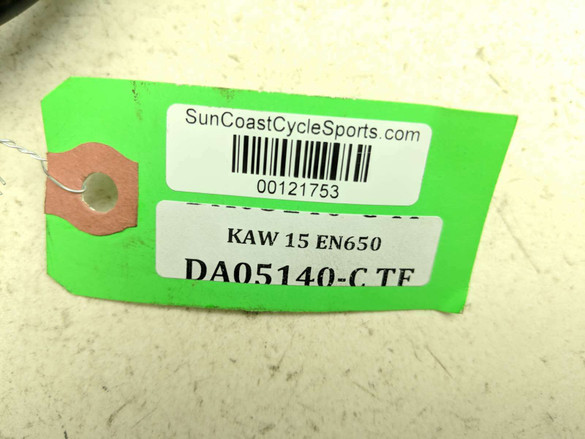 SunCoastCycleSports.com
00121753
KAW 15 EN650
DA05140-C TF